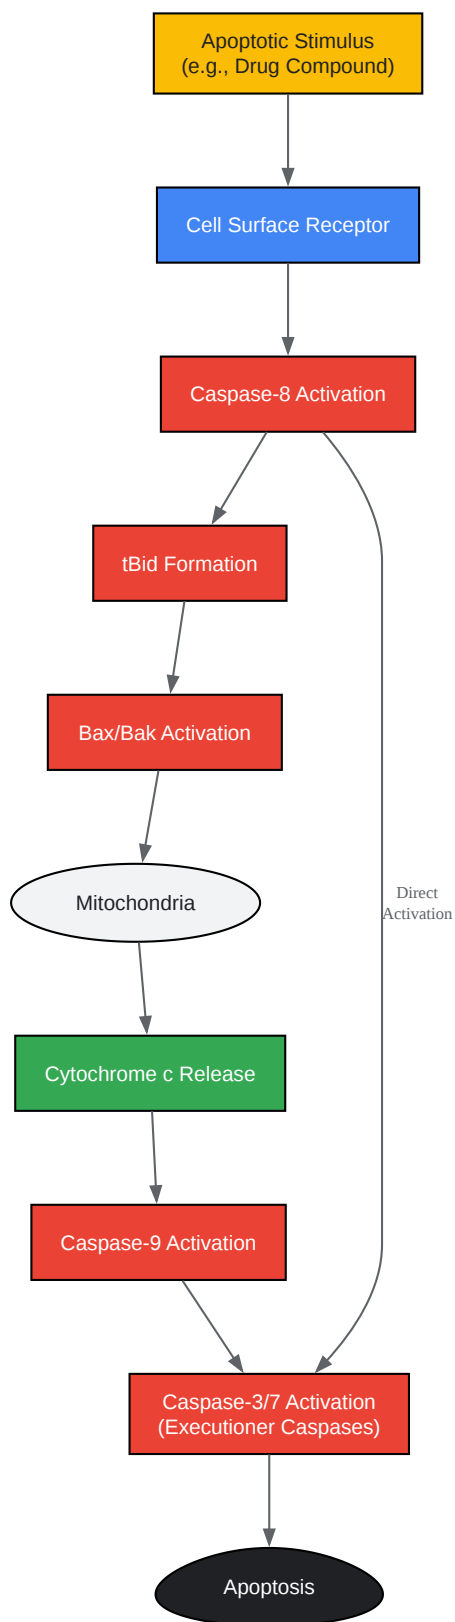 Apoptotic Stimulus
(e.g., Drug Compound)
Cell Surface Receptor
Caspase-8 Activation
tBid Formation
Bax/Bak Activation
Mitochondria
Direct
Activation
Cytochrome c Release
Caspase-9 Activation
Caspase-3/7 Activation
(Executioner Caspases)
Apoptosis